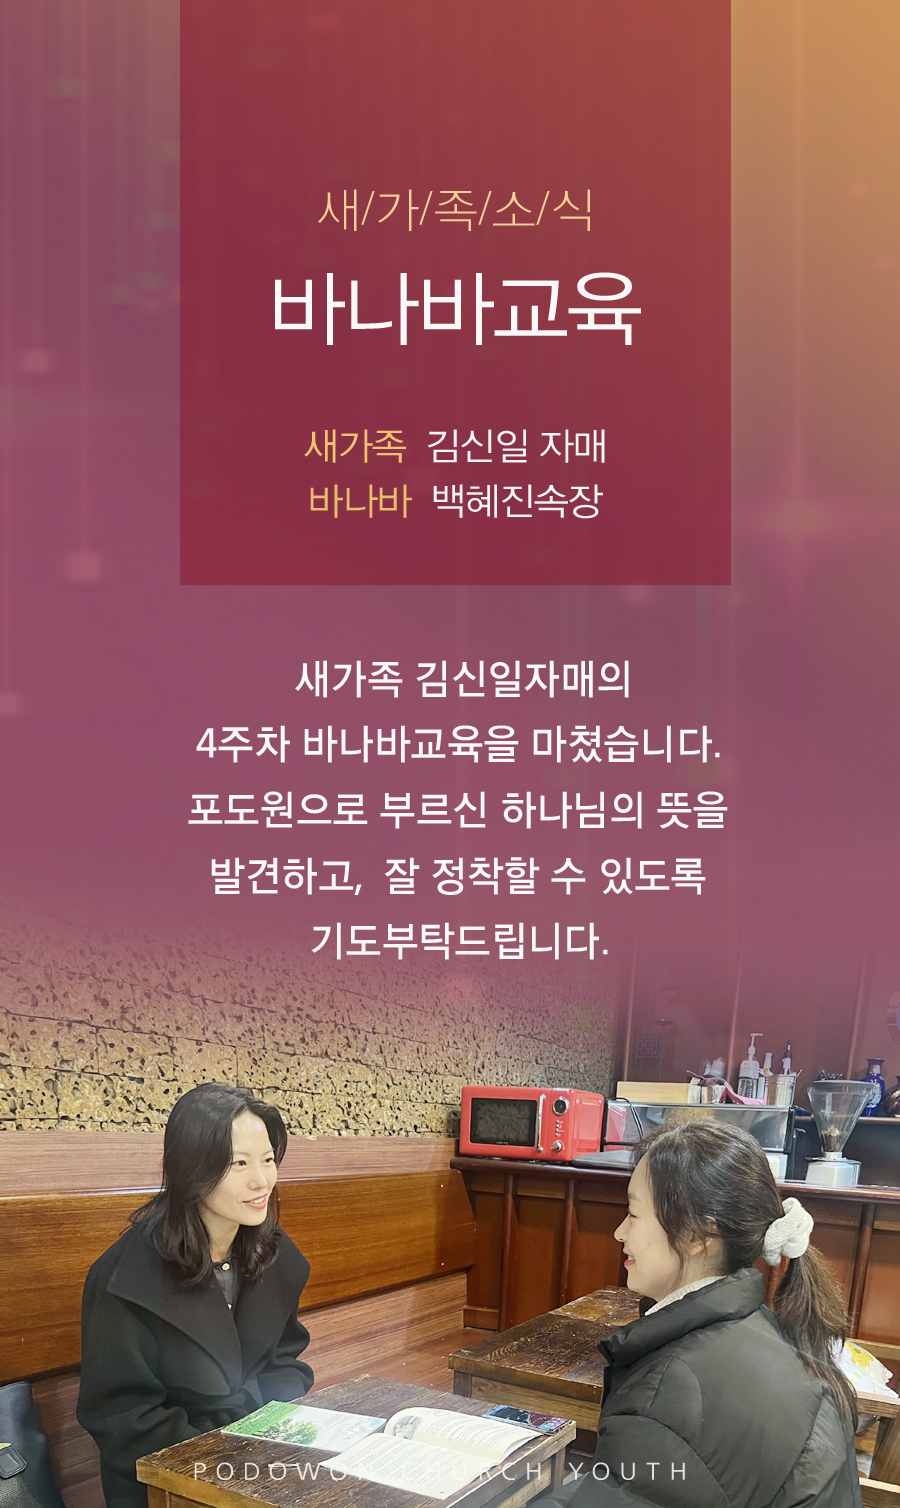 새/가/족/소/식
바나바교육
새가족 김신일 자매
바나바 백혜진속장
새가족 김신일자매의
4주차 바나바교육을 마쳤습니다.
포도원으로 부르신 하나님의 뜻을
발견하고, 잘 정착할 수 있도록
기도부탁드립니다.
PODOWON CHURCH YOUTH